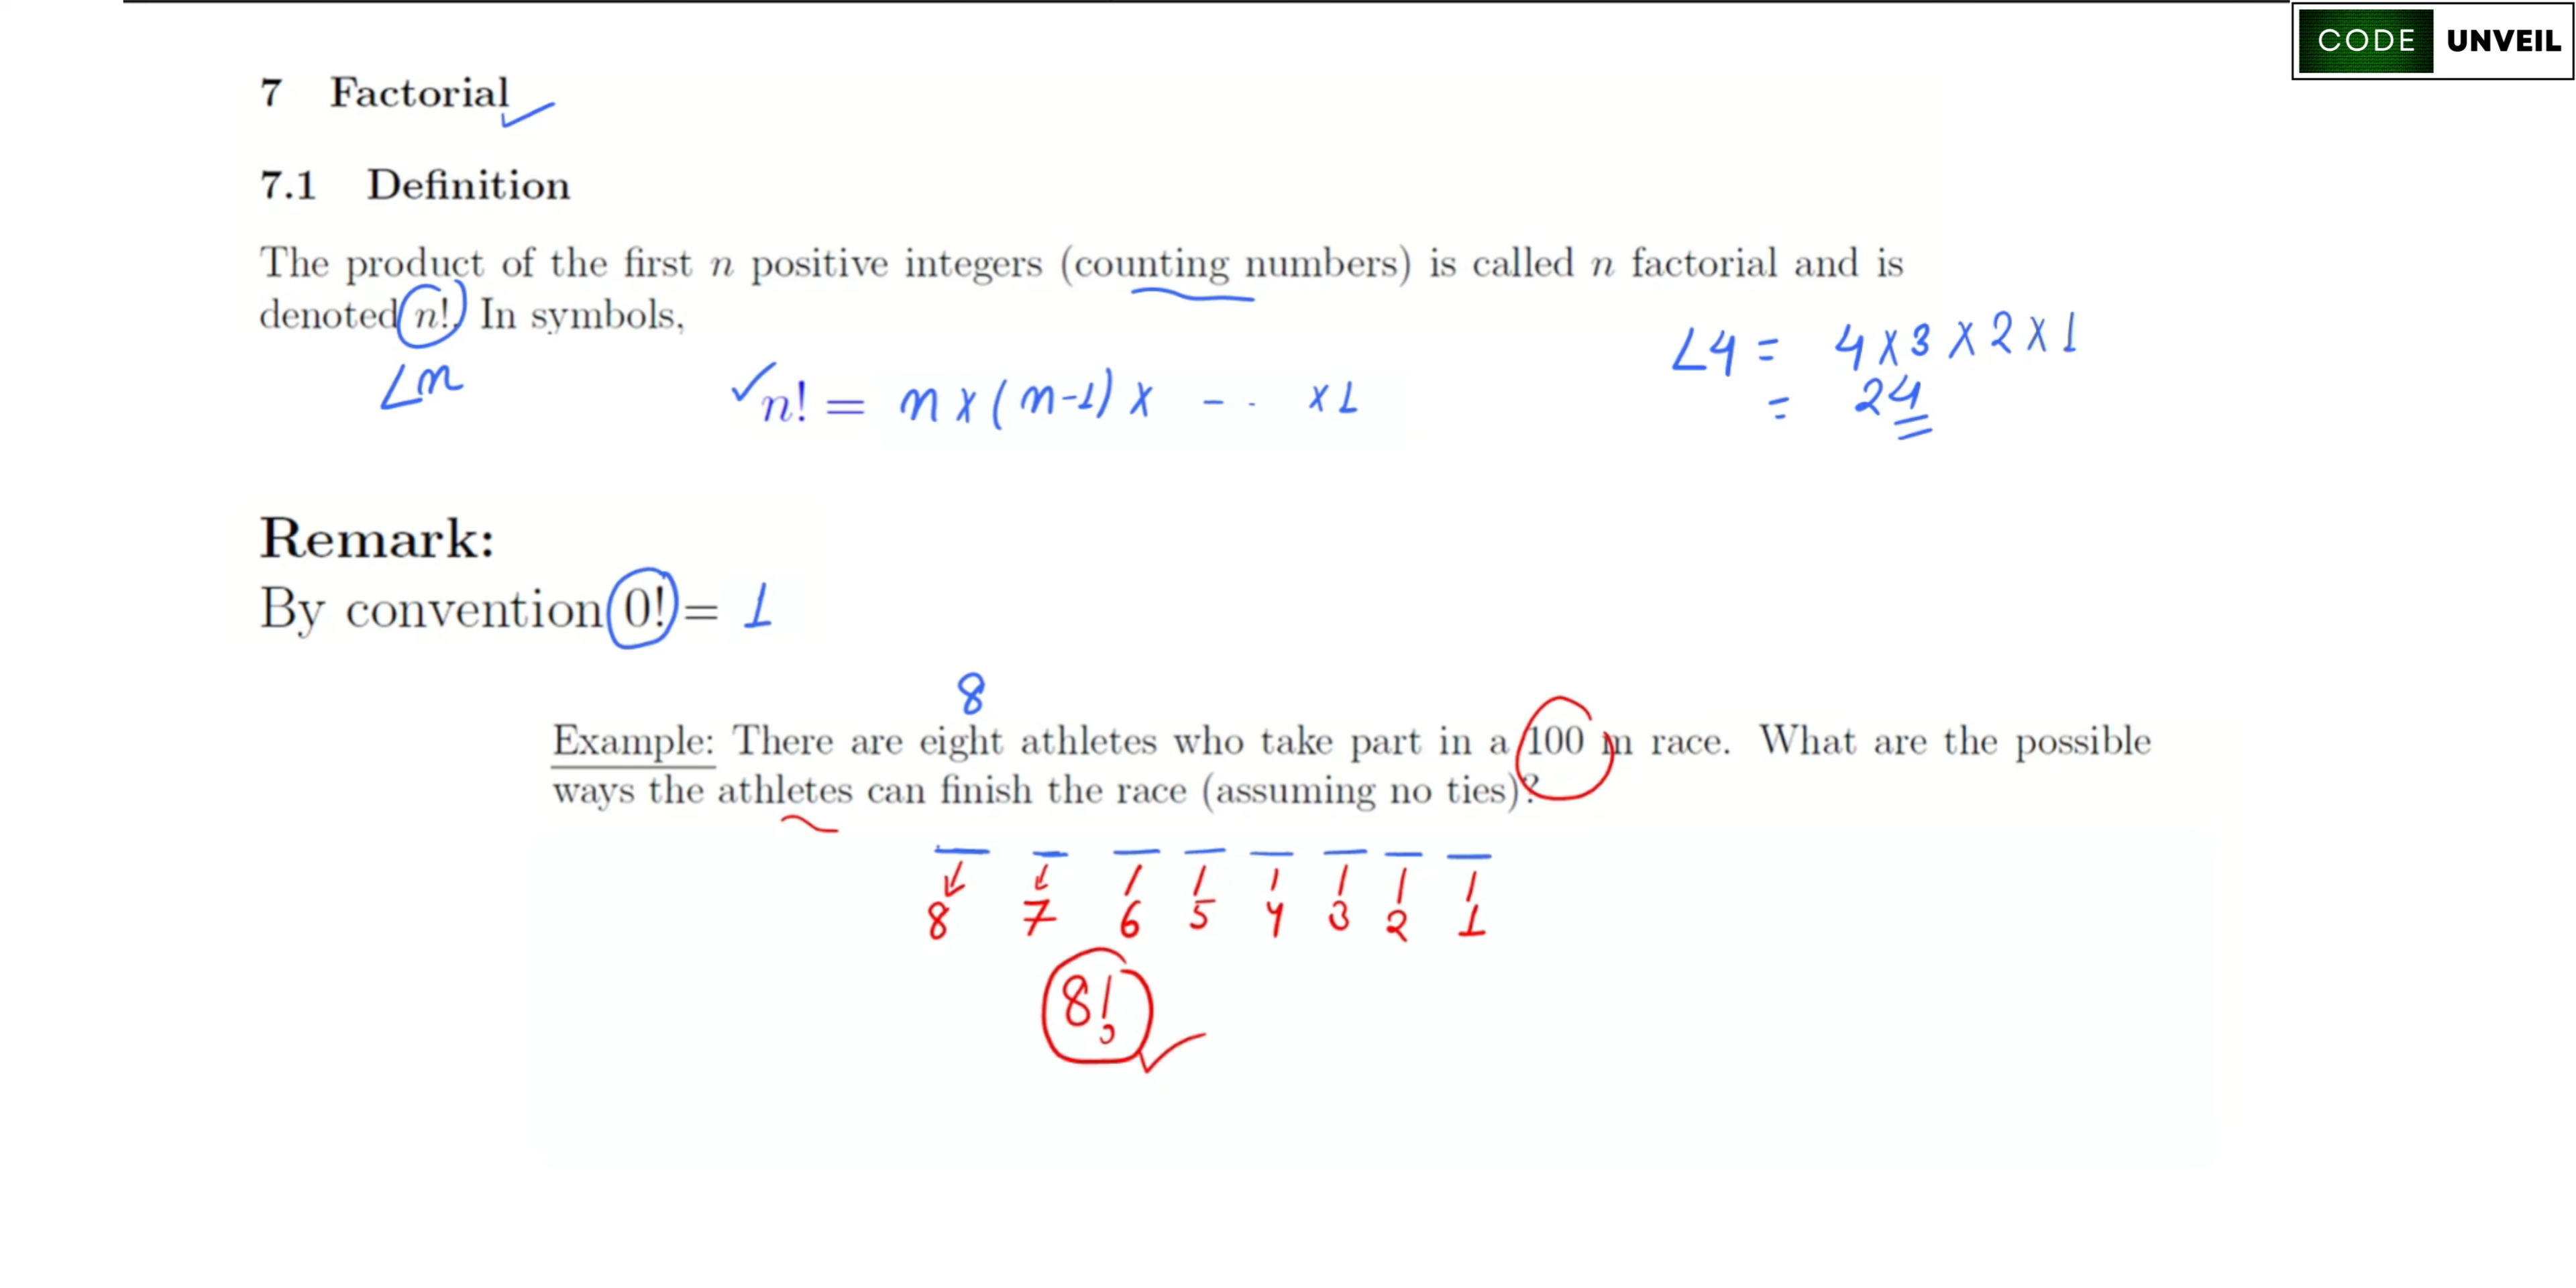 CODE UNVEIL
7 Factorial
7.1 Definition
The product of the first n positive integers (counting numbers) is called n factorial and is
denoted n!. In symbols,
∠n
n! = n × (n-1) × - - × 1
∠4 = 4 × 3 × 2 × 1
= 24
Remark:
By convention 0! = 1
8
Example: There are eight athletes who take part in a 100 m race. What are the possible
ways the athletes can finish the race (assuming no ties)?
8 7 6 5 4 3 2 1
8!